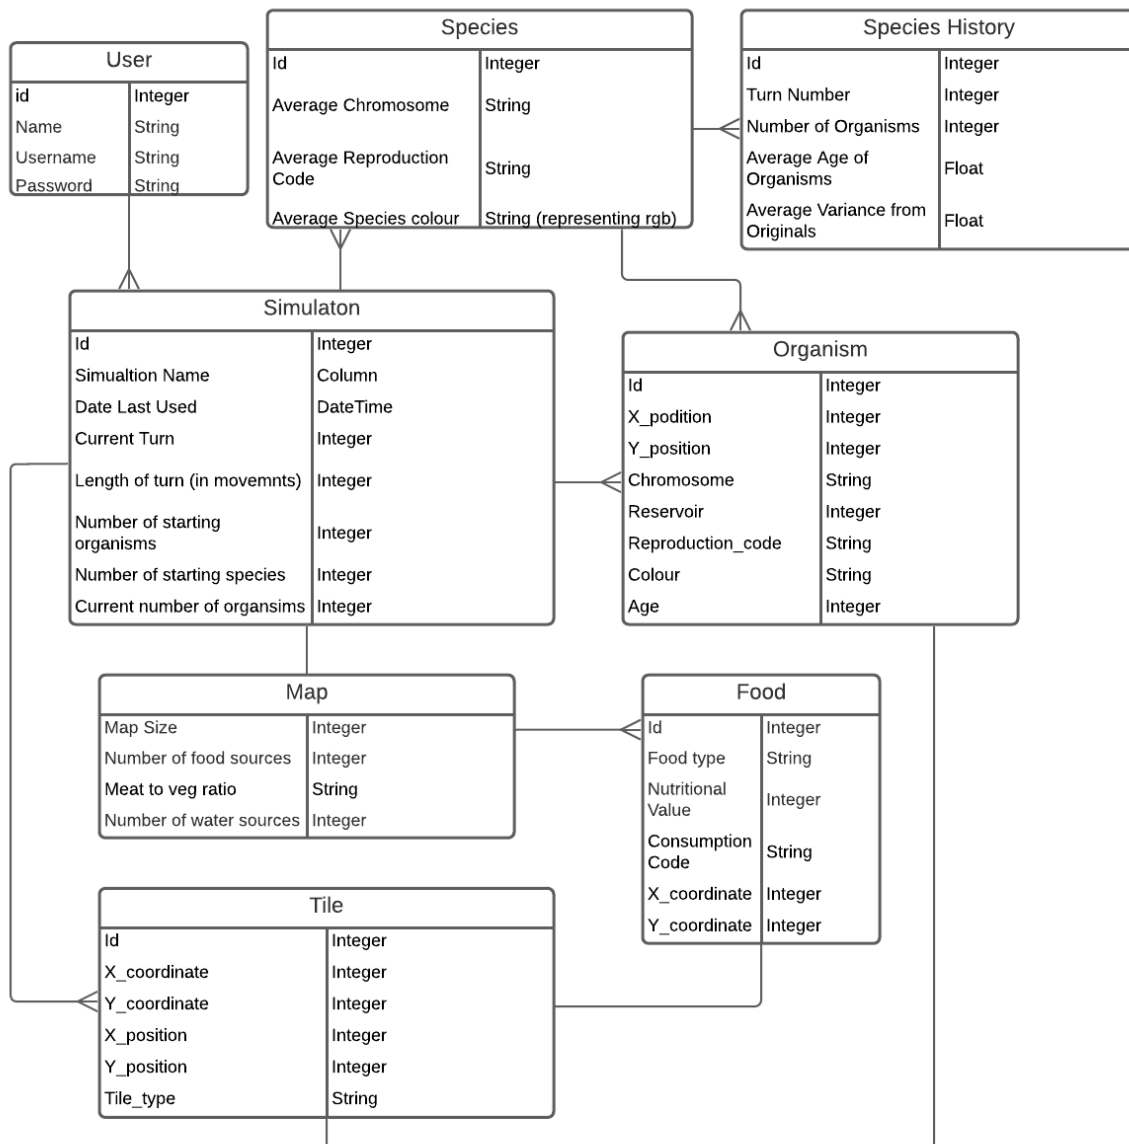 User
id Integer
Name String
Username String
Password String
Species
Id Integer
Average Chromosome String
Average Reproduction
Code String
Average Species colour String (representing rgb)
Species History
Id Integer
Turn Number Integer
Number of Organisms Integer
Average Age of
Organisms Float
Average Variance from
Originals Float
Simulaton
Id Integer
Simualtion Name Column
Date Last Used DateTime
Current Turn Integer
Length of turn (in movemnts) Integer
Number of starting
organisms Integer
Number of starting species Integer
Current number of organsims Integer
Organism
Id Integer
X_podition Integer
Y_position Integer
Chromosome String
Reservoir Integer
Reproduction_code String
Colour String
Age Integer
Map
Map Size Integer
Number of food sources Integer
Meat to veg ratio String
Number of water sources Integer
Food
Id Integer
Food type String
Nutritional
Value Integer
Consumption
Code String
X_coordinate Integer
Y_coordinate Integer
Tile
Id Integer
X_coordinate Integer
Y_coordinate Integer
X_position Integer
Y_position Integer
Tile_type String